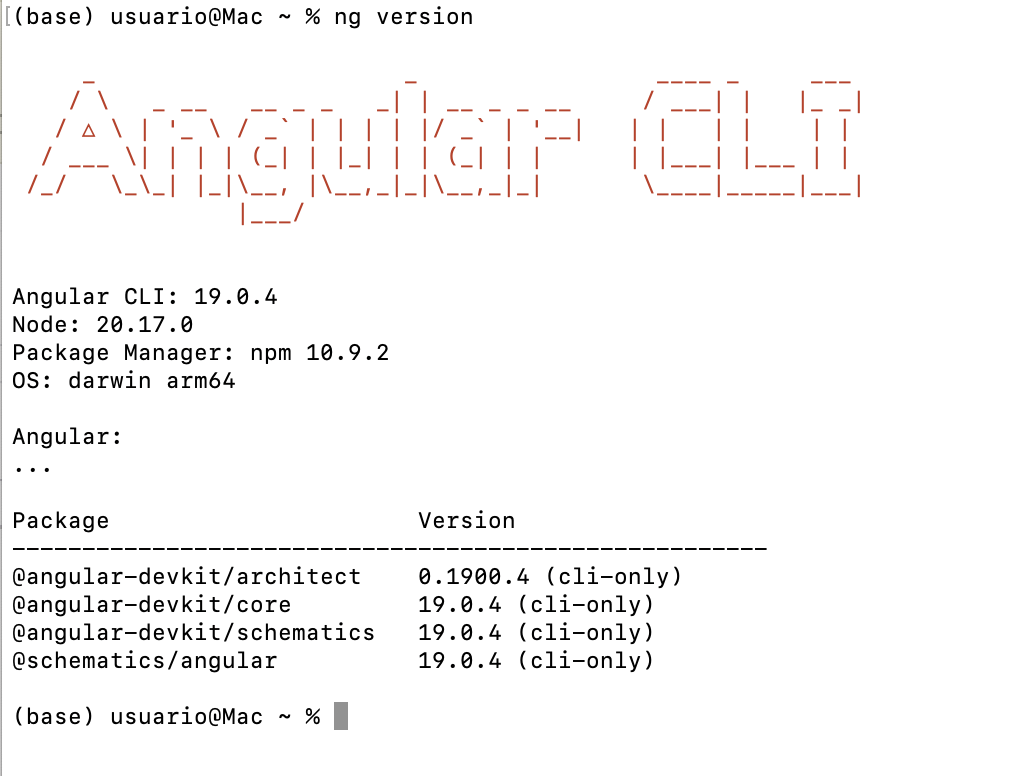 (base) usuario@Mac ~ % ng version
Angular CLI
Angular CLI: 19.0.4
Node: 20.17.0
Package Manager: npm 10.9.2
OS: darwin arm64
Angular:
...
Package                      Version
------------------------------------------------------
@angular-devkit/architect    0.1900.4 (cli-only)
@angular-devkit/core         19.0.4 (cli-only)
@angular-devkit/schematics   19.0.4 (cli-only)
@schematics/angular          19.0.4 (cli-only)
(base) usuario@Mac ~ %